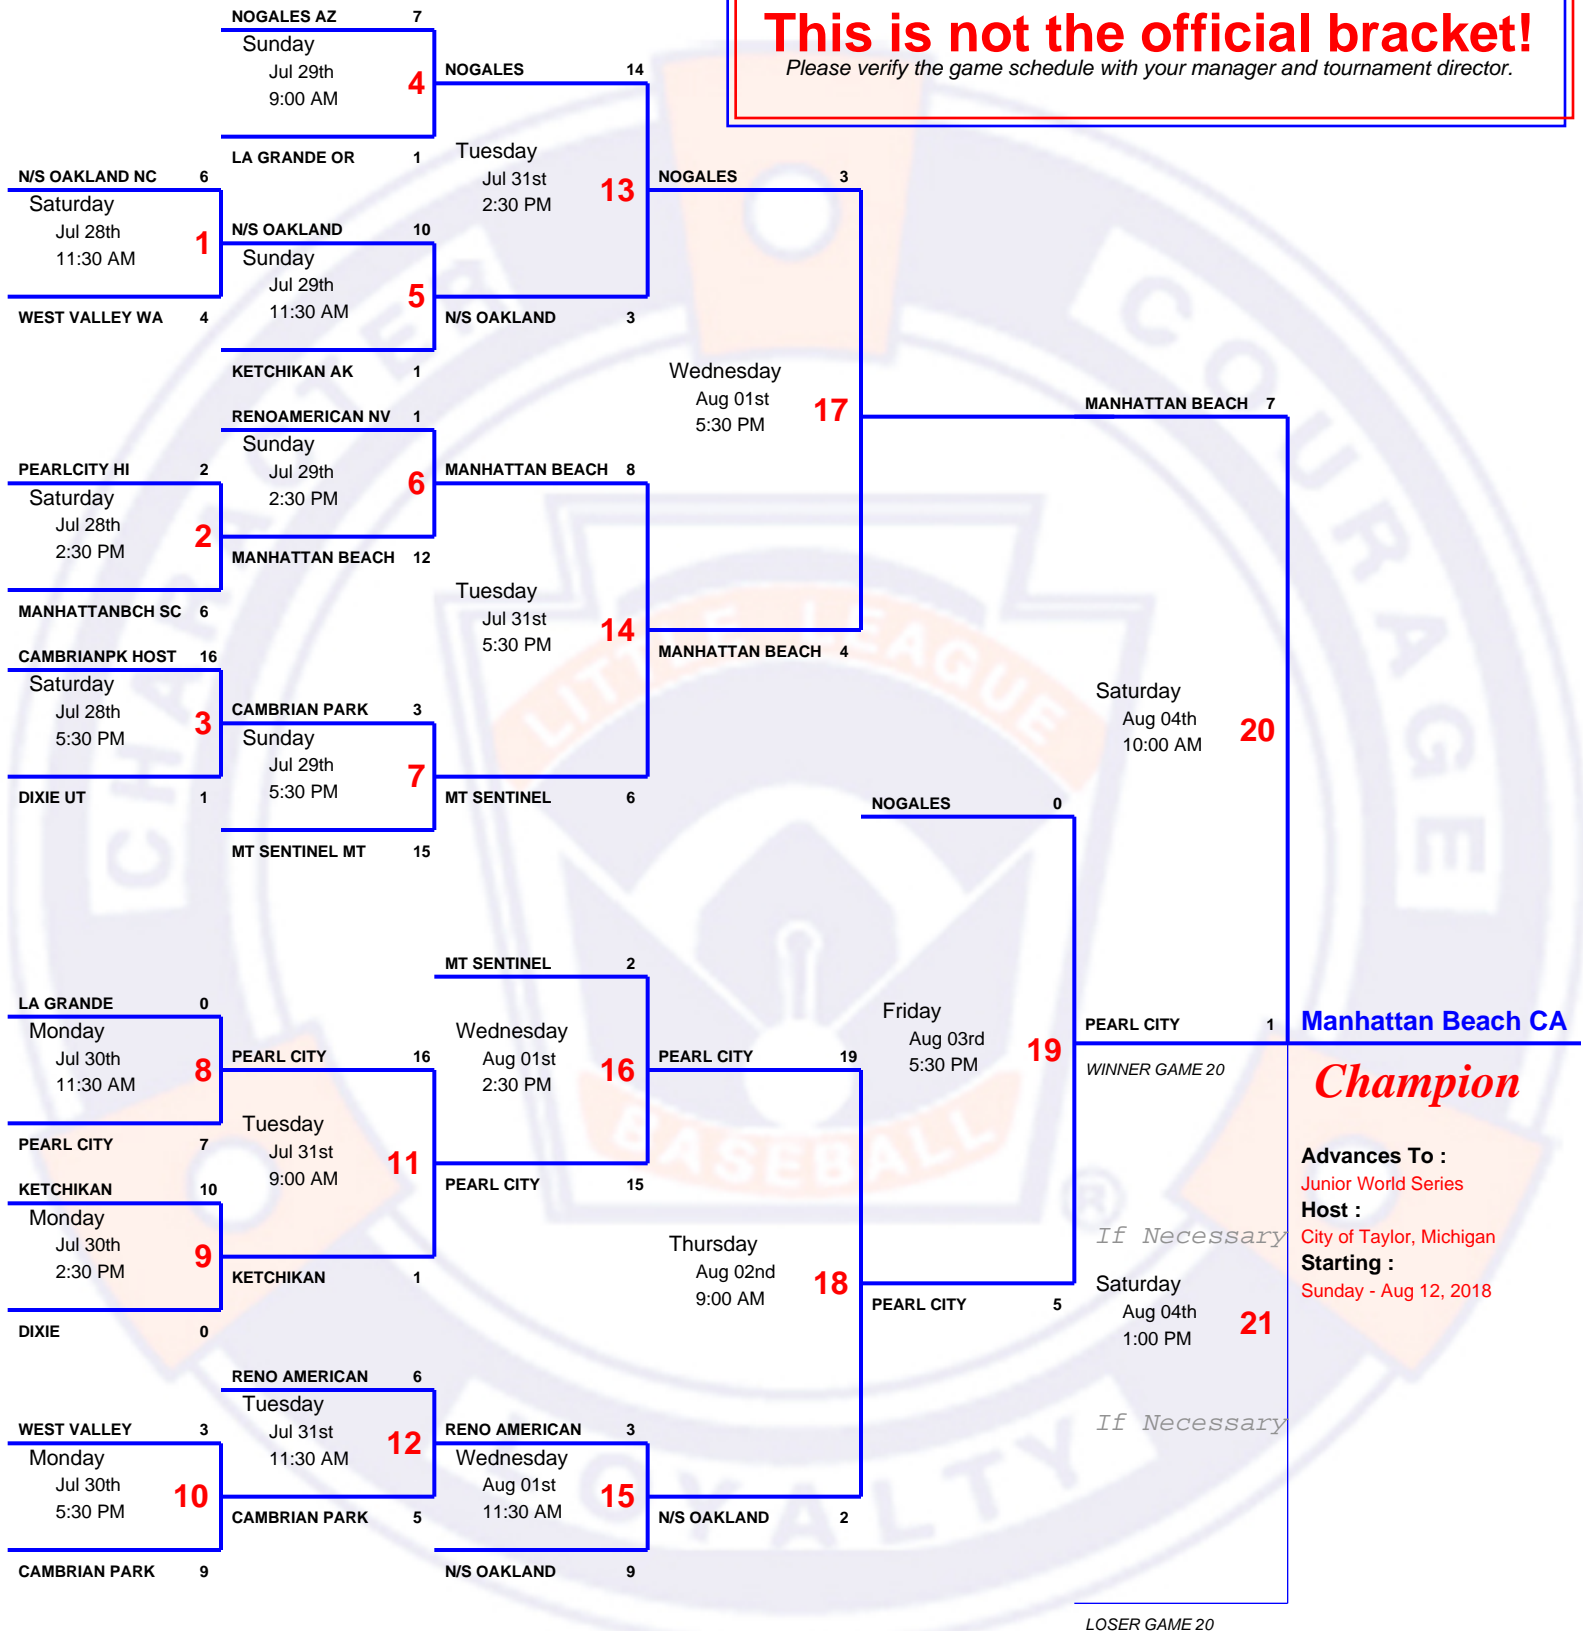 This is not the official bracket!
Please verify the game schedule with your manager and tournament director.
NOGALES AZ 7
Sunday
Jul 29th
9:00 AM
4
LA GRANDE OR 1
N/S OAKLAND NC 6
Saturday
Jul 28th
11:30 AM
1
WEST VALLEY WA 4
N/S OAKLAND 10
Sunday
Jul 29th
11:30 AM
5
KETCHIKAN AK 1
NOGALES 14
Tuesday
Jul 31st
2:30 PM
13
N/S OAKLAND 3
RENOAMERICAN NV 1
Sunday
Jul 29th
2:30 PM
6
MANHATTAN BEACH 12
PEARLCITY HI 2
Saturday
Jul 28th
2:30 PM
2
MANHATTANBCH SC 6
CAMBRIANPK HOST 16
Saturday
Jul 28th
5:30 PM
3
DIXIE UT 1
CAMBRIAN PARK 3
Sunday
Jul 29th
5:30 PM
7
MT SENTINEL MT 15
MANHATTAN BEACH 8
Tuesday
Jul 31st
5:30 PM
14
MT SENTINEL 6
NOGALES 3
Wednesday
Aug 01st
5:30 PM
17
MANHATTAN BEACH 4
MANHATTAN BEACH 7
Saturday
Aug 04th
10:00 AM
20
PEARL CITY 1
WINNER GAME 20
LA GRANDE 0
Monday
Jul 30th
11:30 AM
8
PEARL CITY 7
KETCHIKAN 10
Monday
Jul 30th
2:30 PM
9
DIXIE 0
PEARL CITY 16
Tuesday
Jul 31st
9:00 AM
11
KETCHIKAN 1
MT SENTINEL 2
Wednesday
Aug 01st
2:30 PM
16
PEARL CITY 15
WEST VALLEY 3
Monday
Jul 30th
5:30 PM
10
CAMBRIAN PARK 9
RENO AMERICAN 6
Tuesday
Jul 31st
11:30 AM
12
CAMBRIAN PARK 5
RENO AMERICAN 3
Wednesday
Aug 01st
11:30 AM
15
N/S OAKLAND 9
PEARL CITY 19
Thursday
Aug 02nd
9:00 AM
18
N/S OAKLAND 2
NOGALES 0
Friday
Aug 03rd
5:30 PM
19
PEARL CITY 5
If Necessary
Saturday
Aug 04th
1:00 PM
21
If Necessary
LOSER GAME 20
Manhattan Beach CA
Champion
Advances To :
Junior World Series
Host :
City of Taylor, Michigan
Starting :
Sunday - Aug 12, 2018
CHARACTER
COURAGE
LOYALTY
LITTLE LEAGUE
BASEBALL
®